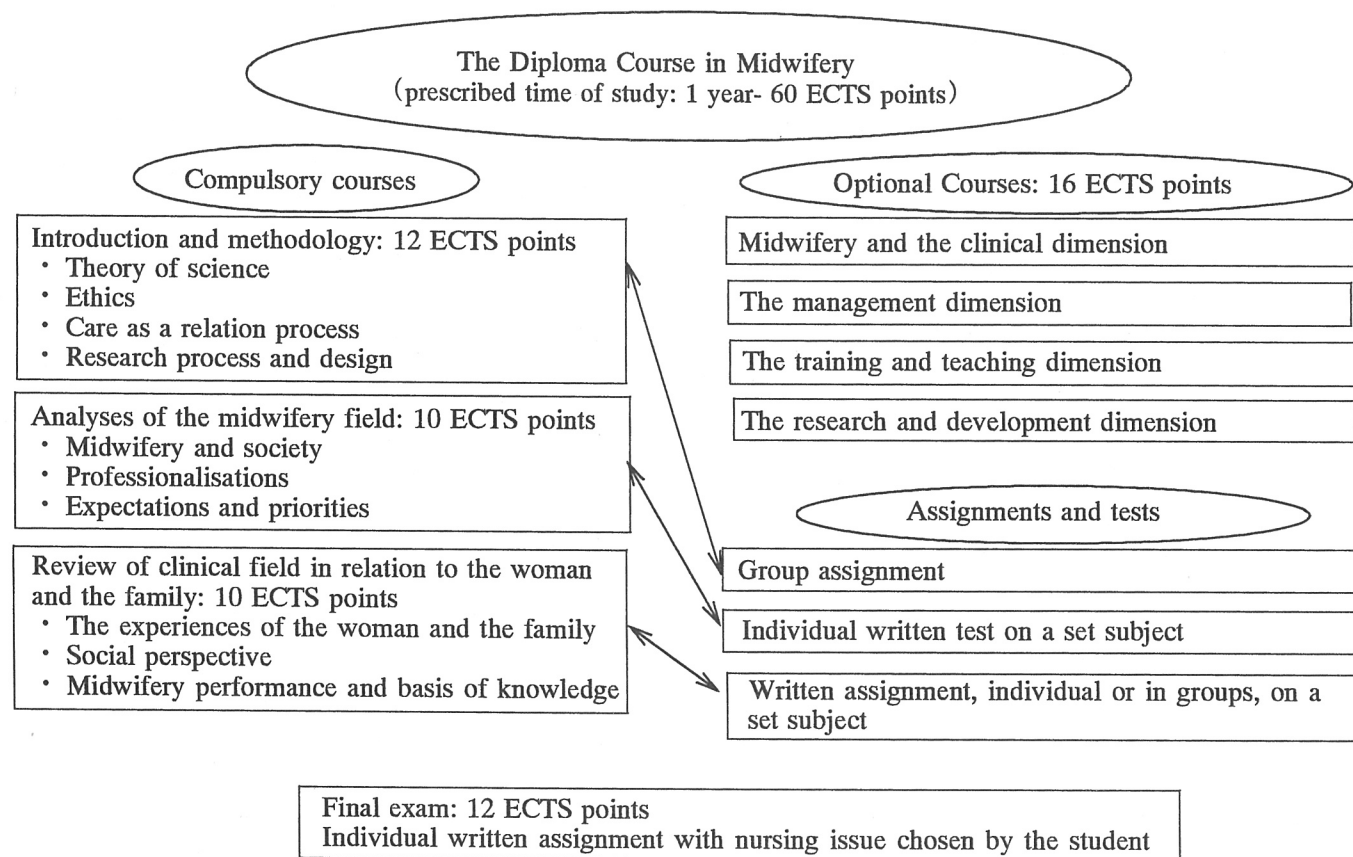 The Diploma Course in Midwifery
(prescribed time of study: 1 year- 60 ECTS points)
Compulsory courses
Introduction and methodology: 12 ECTS points
・ Theory of science
・ Ethics
・ Care as a relation process
・ Research process and design
Analyses of the midwifery field: 10 ECTS points
・ Midwifery and society
・ Professionalisations
・ Expectations and priorities
Review of clinical field in relation to the woman
and the family: 10 ECTS points
・ The experiences of the woman and the family
・ Social perspective
・ Midwifery performance and basis of knowledge
Optional Courses: 16 ECTS points
Midwifery and the clinical dimension
The management dimension
The training and teaching dimension
The research and development dimension
Assignments and tests
Group assignment
Individual written test on a set subject
Written assignment, individual or in groups, on a
set subject
Final exam: 12 ECTS points
Individual written assignment with nursing issue chosen by the student